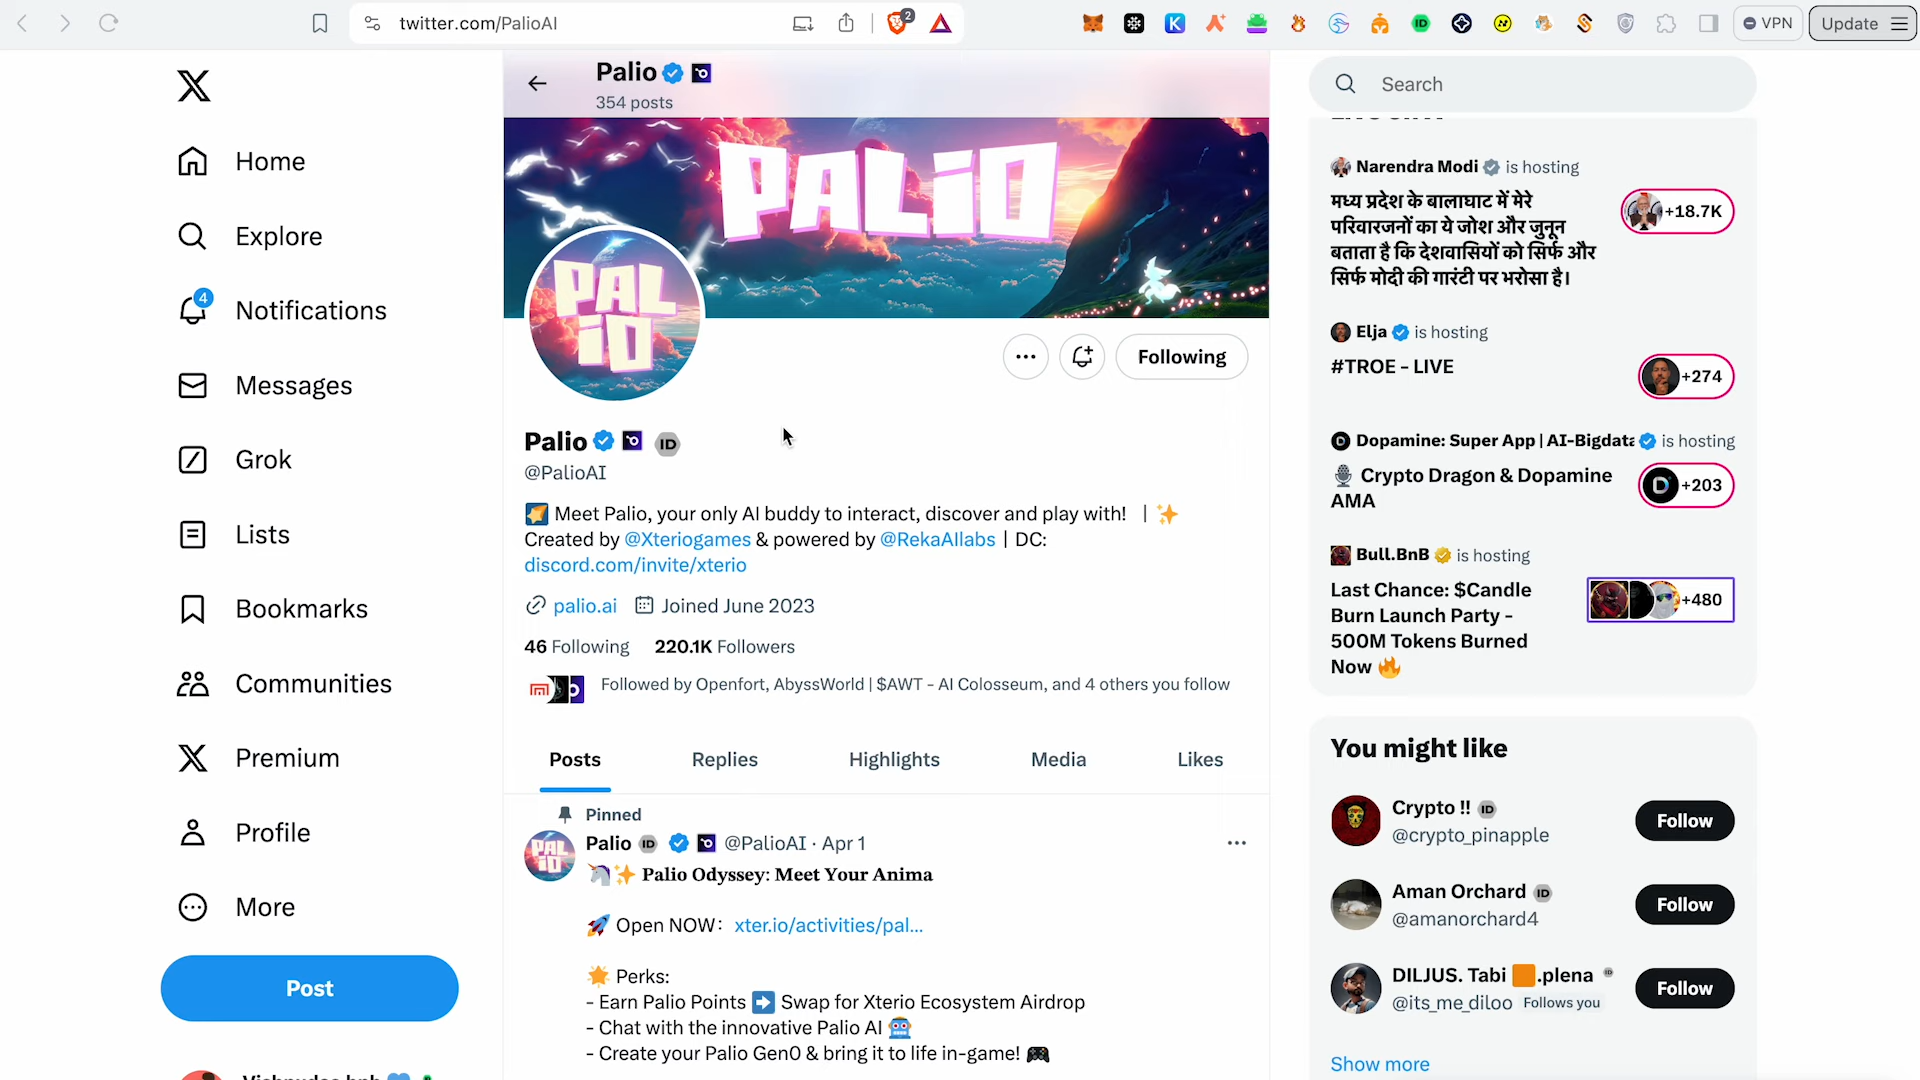 twitter.com/PalioAI
2
VPN
Update
Home
Explore
4
Notifications
Messages
Grok
Lists
Bookmarks
Communities
Premium
Profile
More
Post
Palio
354 posts
PALiO
PAL
iO
Following
Palio ID
@PalioAI
Meet Palio, your only AI buddy to interact, discover and play with! | ✨
Created by @Xteriogames & powered by @RekaAIlabs | DC:
discord.com/invite/xterio
palio.ai Joined June 2023
46 Following 220.1K Followers
Followed by Openfort, AbyssWorld | $AWT - AI Colosseum, and 4 others you follow
Posts Replies Highlights Media Likes
Pinned
Palio ID @PalioAI · Apr 1
🦄✨ Palio Odyssey: Meet Your Anima
🚀 Open NOW: xter.io/activities/pal...
🌟 Perks:
- Earn Palio Points ➡️ Swap for Xterio Ecosystem Airdrop
- Chat with the innovative Palio AI 🤖
- Create your Palio Gen0 & bring it to life in-game! 🎮
Search
Narendra Modi is hosting
मध्य प्रदेश के बालाघाट में मेरे
परिवारजनों का ये जोश और जुनून
बताता है कि देशवासियों को सिर्फ और
सिर्फ मोदी की गारंटी पर भरोसा है।
+18.7K
Elja is hosting
#TROE - LIVE
+274
Dopamine: Super App | AI-Bigdata is hosting
🎙️ Crypto Dragon & Dopamine
AMA
+203
Bull.BnB is hosting
Last Chance: $Candle
Burn Launch Party -
500M Tokens Burned
Now 🔥
+480
You might like
Crypto !! ID
@crypto_pinapple
Follow
Aman Orchard ID
@amanorchard4
Follow
DILJUS. Tabi 🟧.plena ID
@its_me_diloo Follows you
Follow
Show more